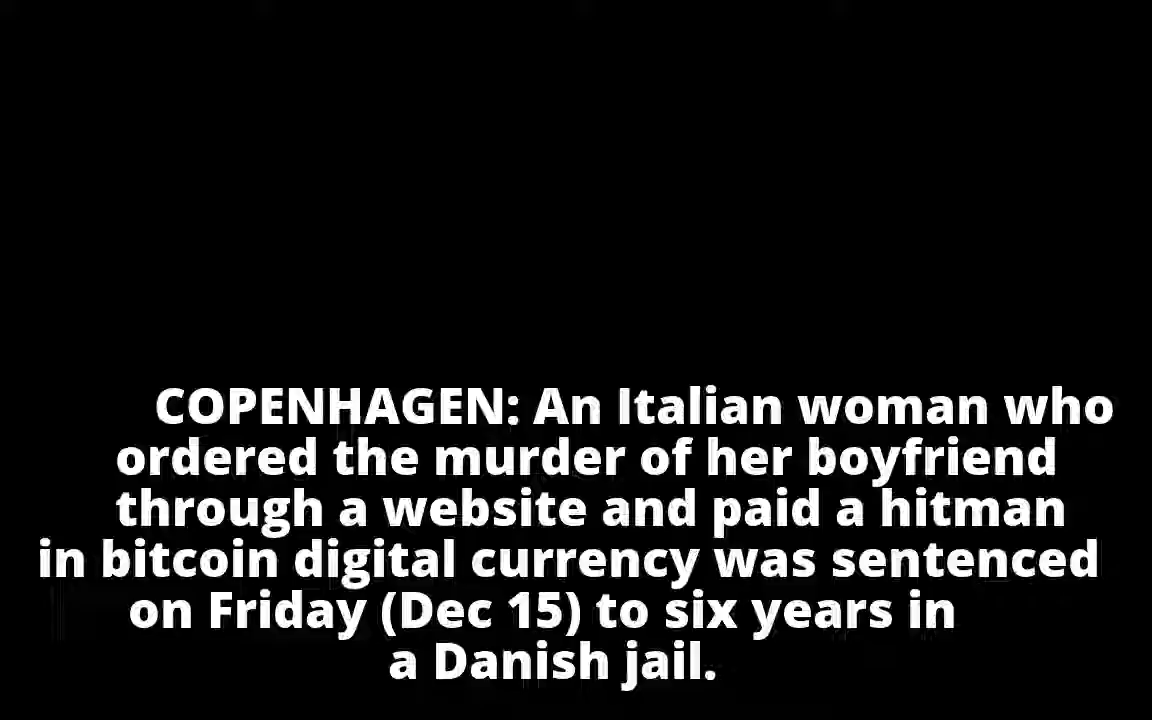 COPENHAGEN: An Italian woman who
ordered the murder of her boyfriend
through a website and paid a hitman
in bitcoin digital currency was sentenced
on Friday (Dec 15) to six years in
a Danish jail.